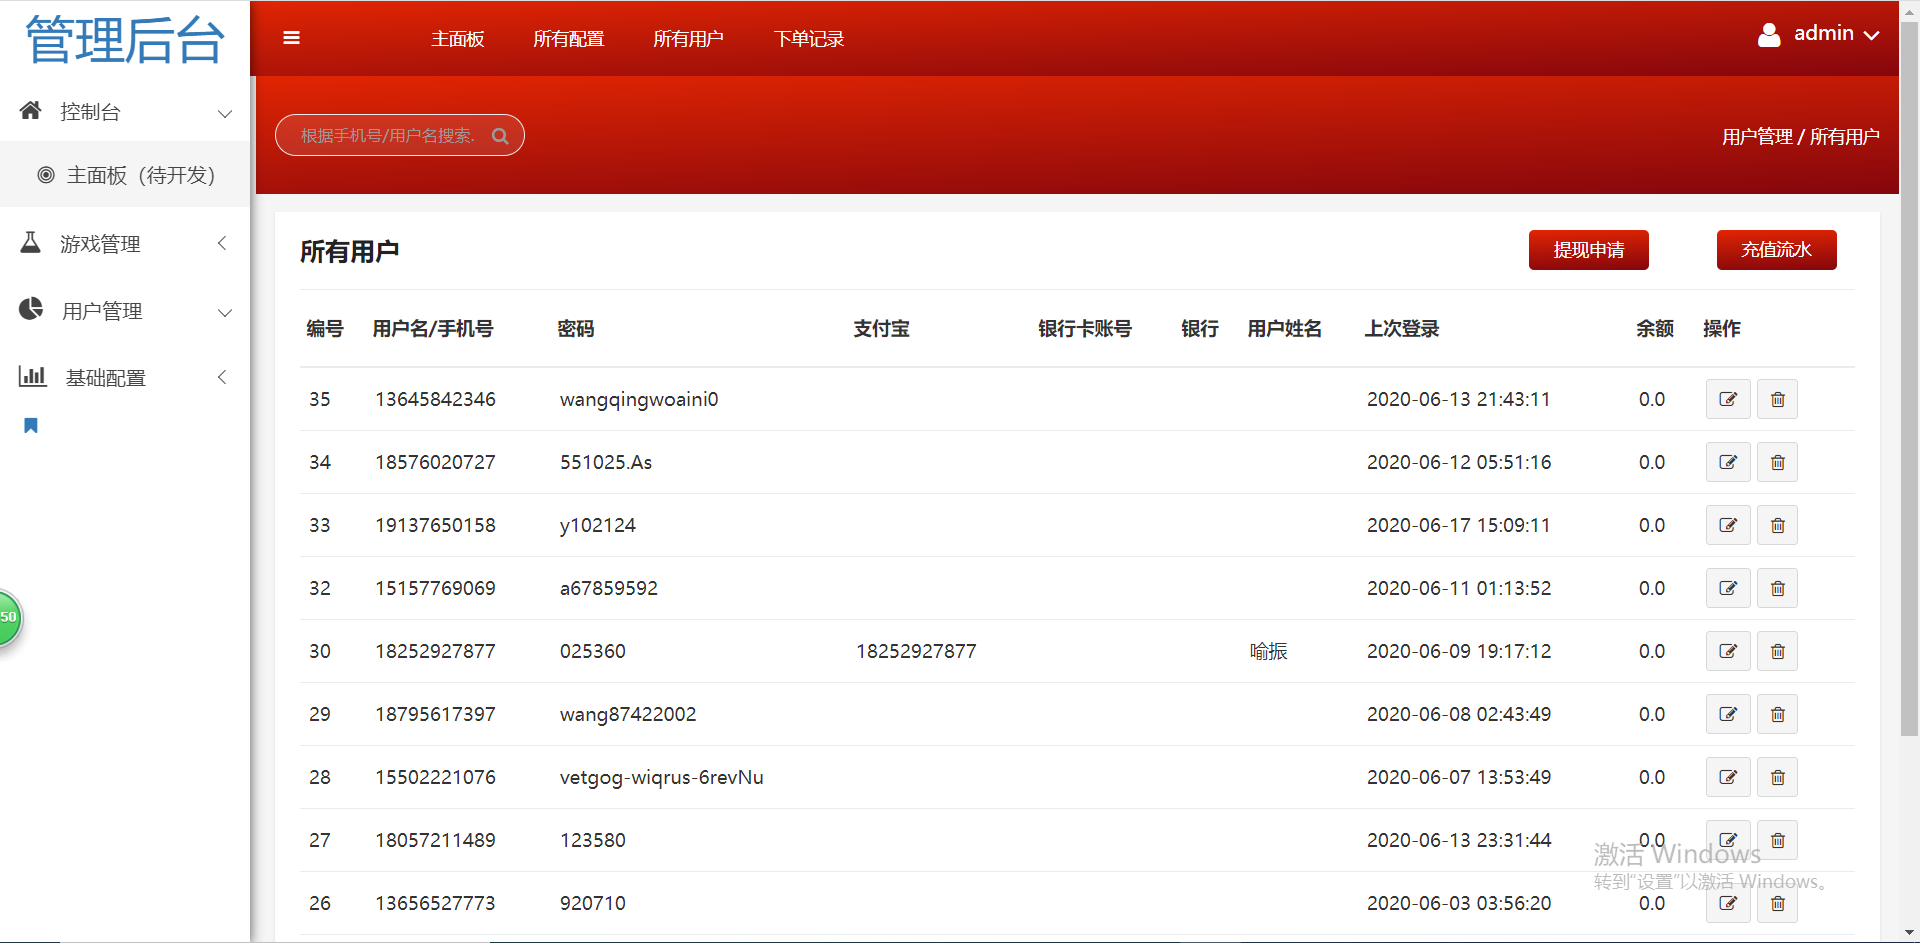 管理后台
主面板 所有配置 所有用户 下单记录 admin
控制台
根据手机号/用户名搜索.
用户管理 / 所有用户
主面板（待开发）
游戏管理
用户管理
基础配置
50
所有用户 提现申请 充值流水
编号 用户名/手机号 密码 支付宝 银行卡账号 银行 用户姓名 上次登录 余额 操作
35 13645842346 wangqingwoaini0 2020-06-13 21:43:11 0.0
34 18576020727 551025.As 2020-06-12 05:51:16 0.0
33 19137650158 y102124 2020-06-17 15:09:11 0.0
32 15157769069 a67859592 2020-06-11 01:13:52 0.0
30 18252927877 025360 18252927877 喻振 2020-06-09 19:17:12 0.0
29 18795617397 wang87422002 2020-06-08 02:43:49 0.0
28 15502221076 vetgog-wiqrus-6revNu 2020-06-07 13:53:49 0.0
27 18057211489 123580 2020-06-13 23:31:44 0.0
26 13656527773 920710 2020-06-03 03:56:20 0.0
激活 Windows
转到“设置”以激活 Windows。